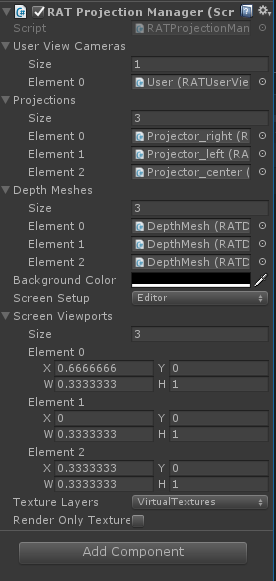 RAT Projection Manager (Scr
Script RATProjectionMan
User View Cameras
Size 1
Element 0 User (RATUserVie
Projections
Size 3
Element 0 Projector_right (R
Element 1 Projector_left (RA
Element 2 Projector_center (
Depth Meshes
Size 3
Element 0 DepthMesh (RATD
Element 1 DepthMesh (RATD
Element 2 DepthMesh (RATD
Background Color
Screen Setup Editor
Screen Viewports
Size 3
Element 0
X 0.6666666 Y 0
W 0.3333333 H 1
Element 1
X 0 Y 0
W 0.3333333 H 1
Element 2
X 0.3333333 Y 0
W 0.3333333 H 1
Texture Layers VirtualTextures
Render Only Texture
Add Component